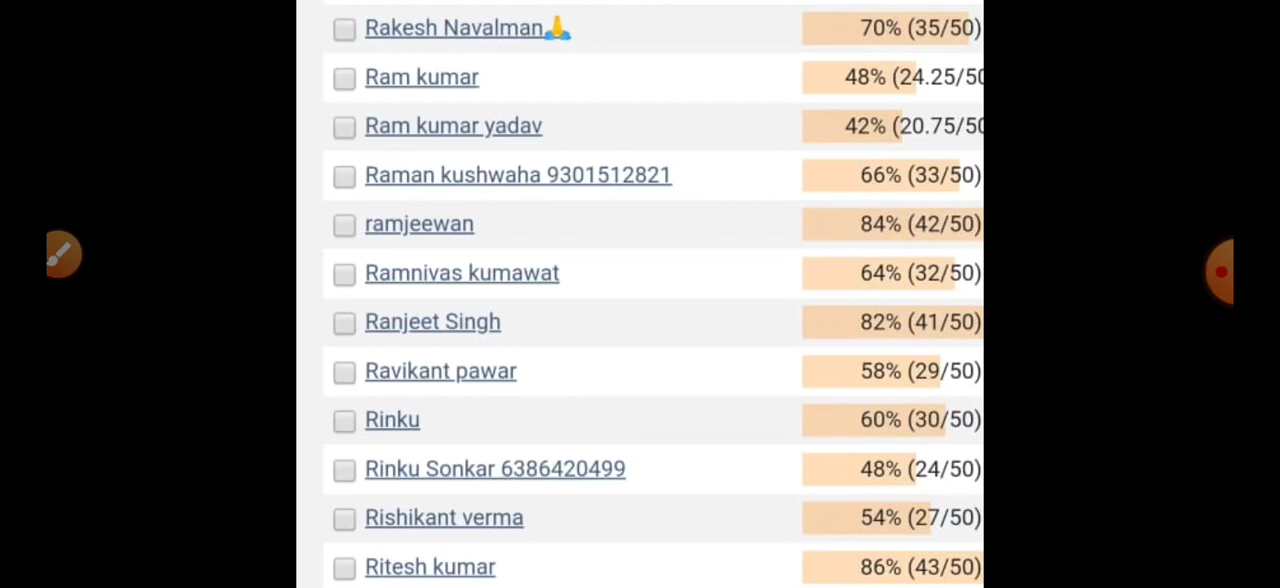 Rakesh Navalman🙏 70% (35/50)
Ram kumar 48% (24.25/50
Ram kumar yadav 42% (20.75/50
Raman kushwaha 9301512821 66% (33/50)
ramjeewan 84% (42/50)
Ramnivas kumawat 64% (32/50)
Ranjeet Singh 82% (41/50)
Ravikant pawar 58% (29/50)
Rinku 60% (30/50)
Rinku Sonkar 6386420499 48% (24/50)
Rishikant verma 54% (27/50)
Ritesh kumar 86% (43/50)